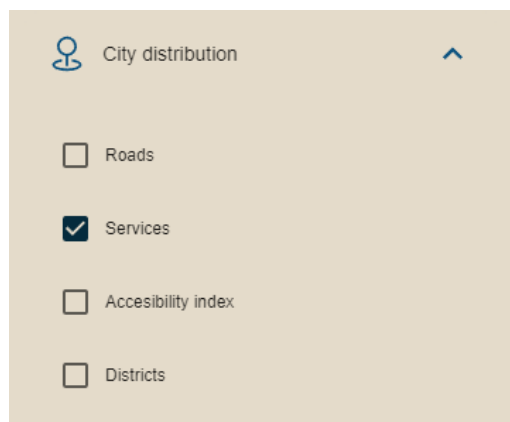 City distribution
Roads
Services
Accesibility index
Districts